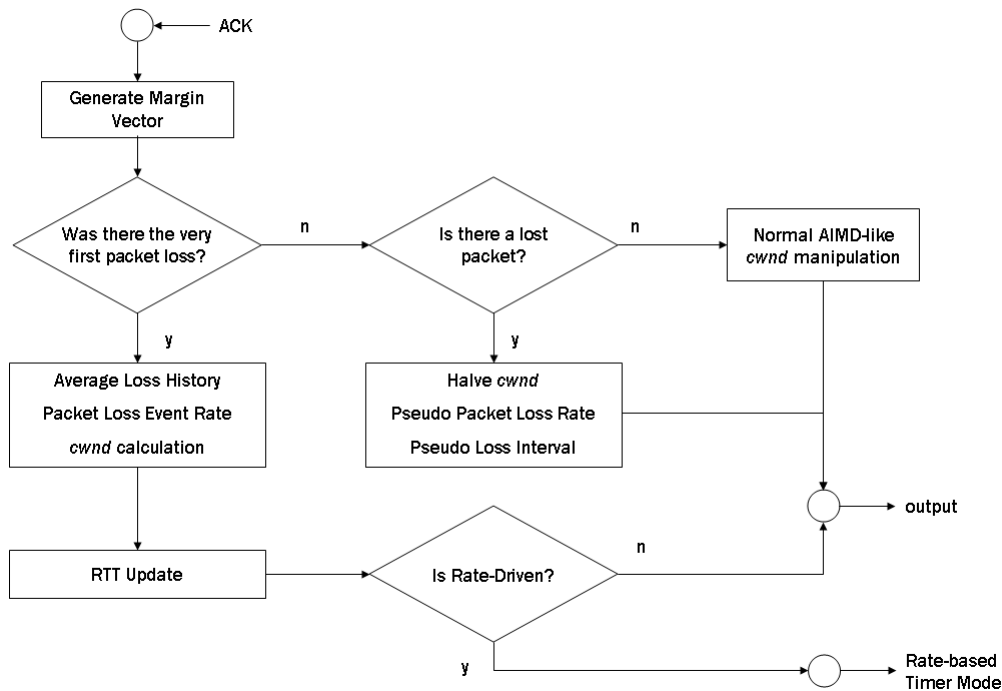 ACK
Generate Margin
Vector
Was there the very
first packet loss?
n
Is there a lost
packet?
n
Normal AIMD-like
cwnd manipulation
y
y
Average Loss History
Packet Loss Event Rate
cwnd calculation
Halve cwnd
Pseudo Packet Loss Rate
Pseudo Loss Interval
output
RTT Update
Is Rate-Driven?
n
y
Rate-based
Timer Mode